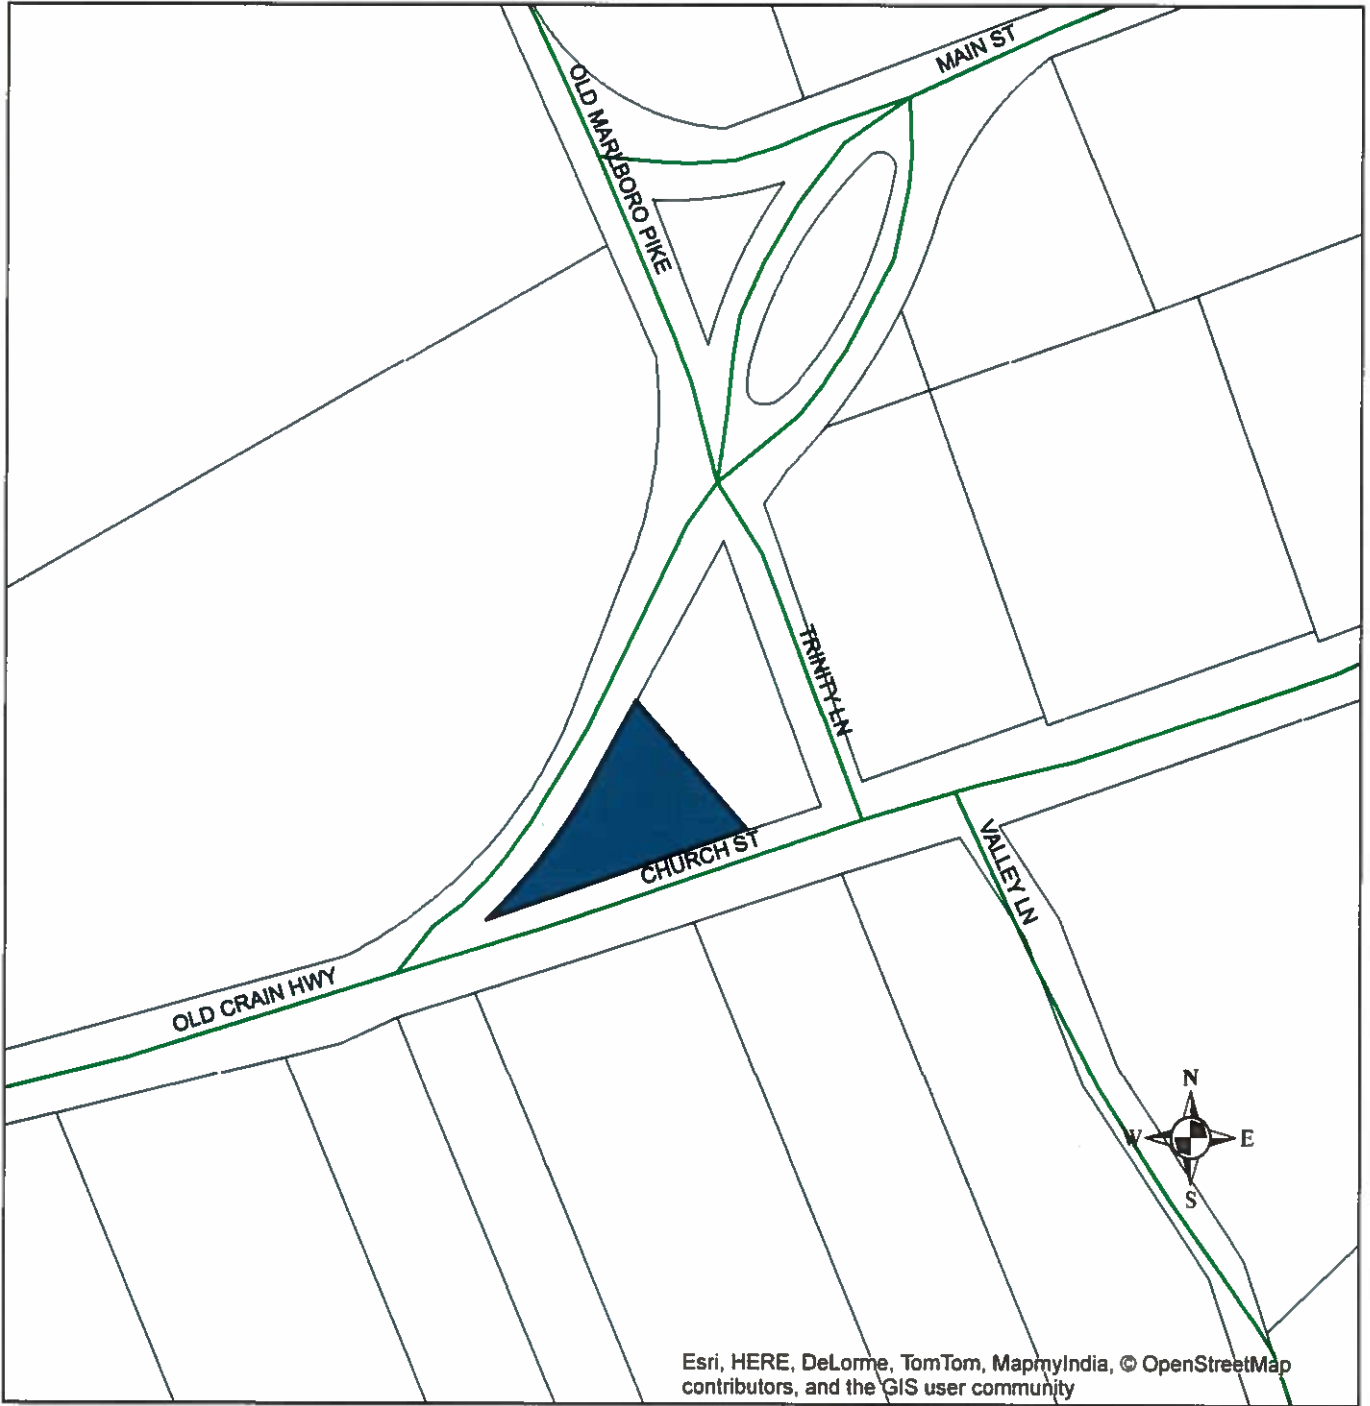 MAIN ST
OLD MARLBORO PIKE
TRINITY LN
CHURCH ST
VALLEY LN
OLD CRAIN HWY
N
W E
S
Esri, HERE, DeLorme, TomTom, MapmyIndia, © OpenStreetMap
contributors, and the GIS user community